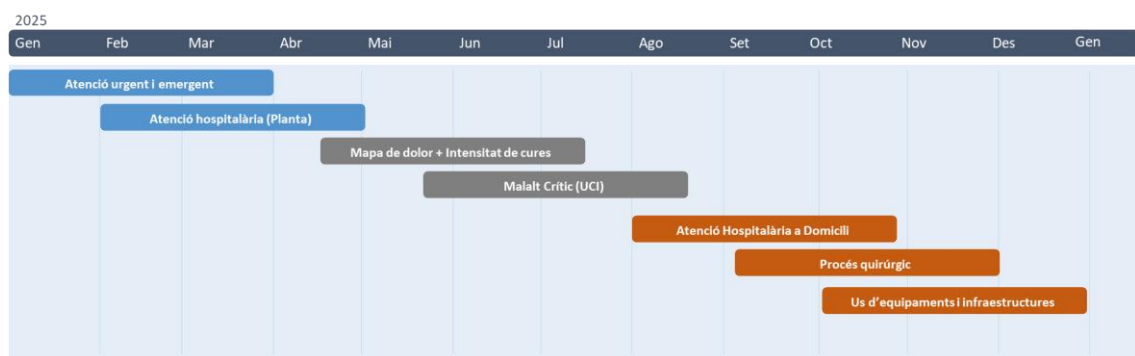 2025
Gen Feb Mar Abr Mai Jun Jul Ago Set Oct Nov Des Gen
Atenció urgent i emergent
Atenció hospitalària (Planta)
Mapa de dolor + Intensitat de cures
Malalt Crític (UCI)
Atenció Hospitalària a Domicili
Procés quirúrgic
Us d’equipaments i infraestructures